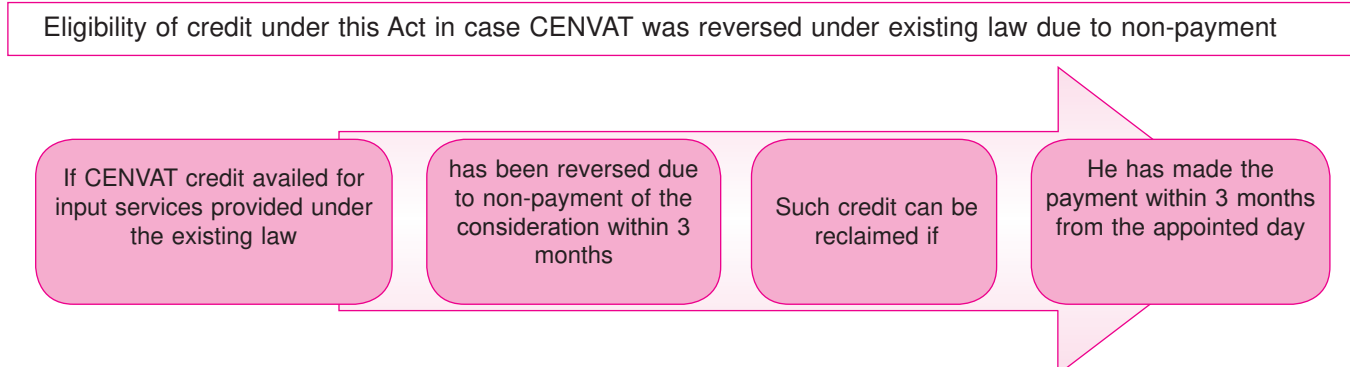 Eligibility of credit under this Act in case CENVAT was reversed under existing law due to non-payment
If CENVAT credit availed for
input services provided under
the existing law
has been reversed due
to non-payment of the
consideration within 3
months
Such credit can be
reclaimed if
He has made the
payment within 3 months
from the appointed day